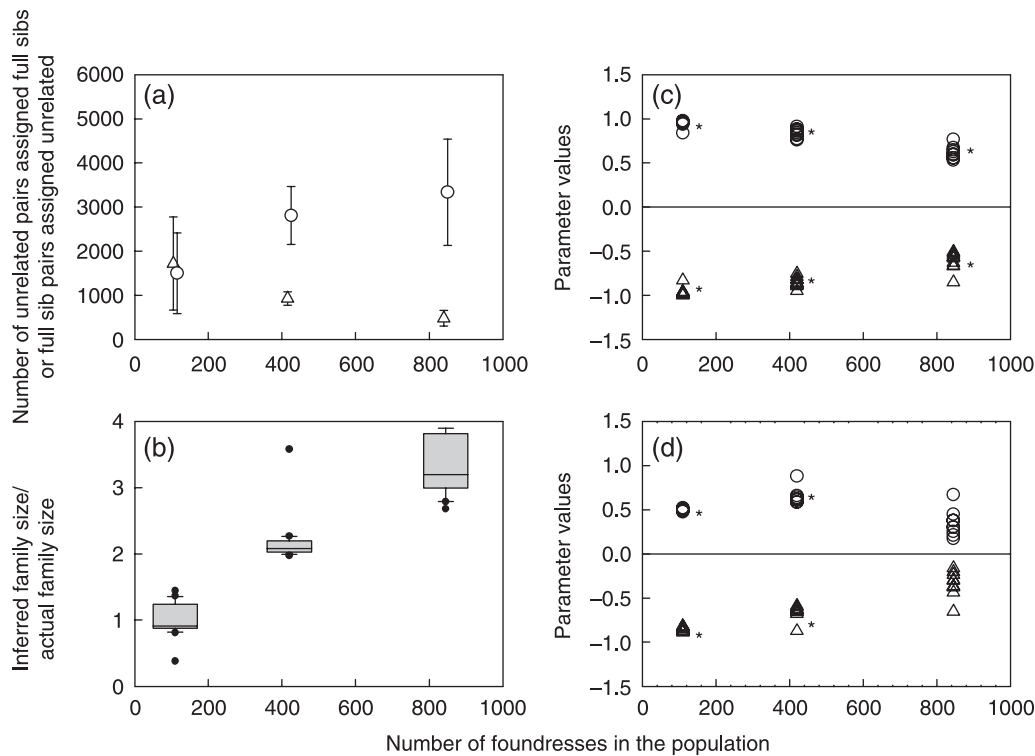 Number of unrelated pairs assigned full sibs
or full sib pairs assigned unrelated
(a)
6000
5000
4000
3000
2000
1000
0
0 200 400 600 800 1000
(c)
Parameter values
1.5
1.0
0.5
0.0
–0.5
–1.0
–1.5
* * *
* * *
0 200 400 600 800 1000
(b)
Inferred family size/
actual family size
4
3
2
1
0
0 200 400 600 800 1000
(d)
Parameter values
1.5
1.0
0.5
0.0
–0.5
–1.0
–1.5
* *
* *
0 200 400 600 800 1000
Number of foundresses in the population